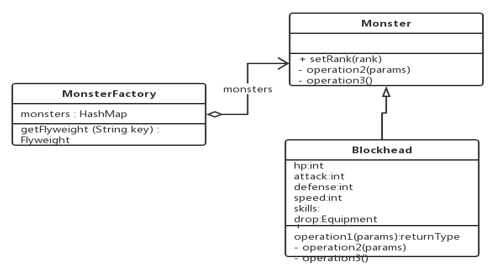 Monster
+ setRank(rank)
- operation2(params)
- operation3()
monsters
MonsterFactory
monsters : HashMap
getFlyweight (String key) :
Flyweight
Blockhead
hp:int
attack:int
defense:int
speed:int
skills:
drop:Equipment
operation1(params):returnType
- operation2(params)
- operation3()